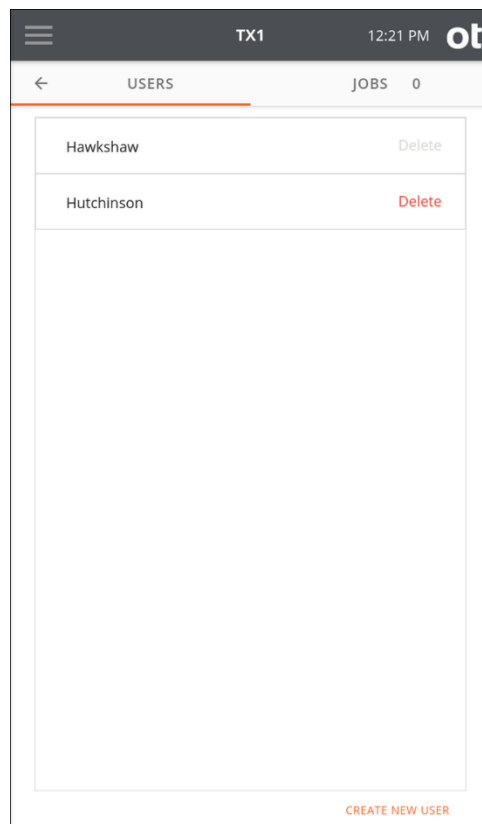 TX1 12:21 PM ot
USERS JOBS 0
Hawkshaw Delete
Hutchinson Delete
CREATE NEW USER